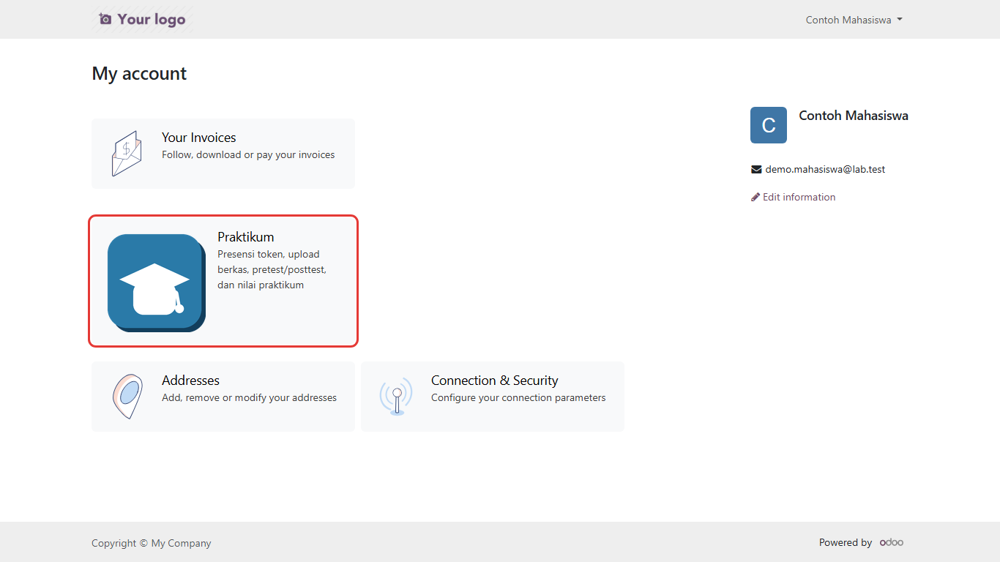 Your logo
Contoh Mahasiswa
My account
Your Invoices
Follow, download or pay your invoices
Praktikum
Presensi token, upload
berkas, pretest/posttest,
dan nilai praktikum
Addresses
Add, remove or modify your addresses
Connection & Security
Configure your connection parameters
C
Contoh Mahasiswa
demo.mahasiswa@lab.test
Edit information
Copyright © My Company
Powered by odoo